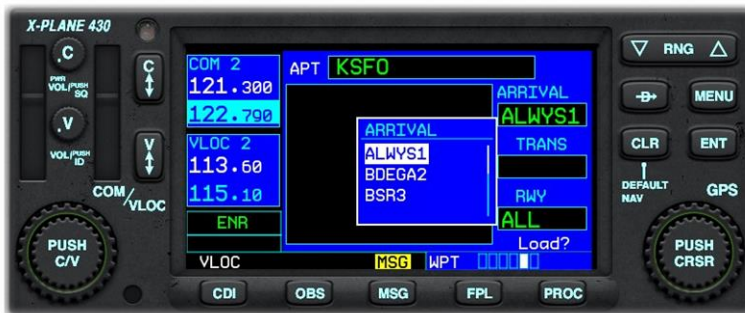 X-PLANE 430
C
PWR
VOL/PUSH
SQ
V
VOL/PUSH
ID
C
V
COM/VLOC
PUSH
C/V
COM 2
121.300
122.790
VLOC 2
113.60
115.10
ENR
VLOC
APT KSFO
ARRIVAL
ALWYS1
BDEGA2
BSR3
ARRIVAL
ALWYS1
TRANS
RWY
ALL
Load?
MSG WPT
RNG
D
MENU
CLR
ENT
DEFAULT
NAV
GPS
PUSH
CRSR
CDI
OBS
MSG
FPL
PROC